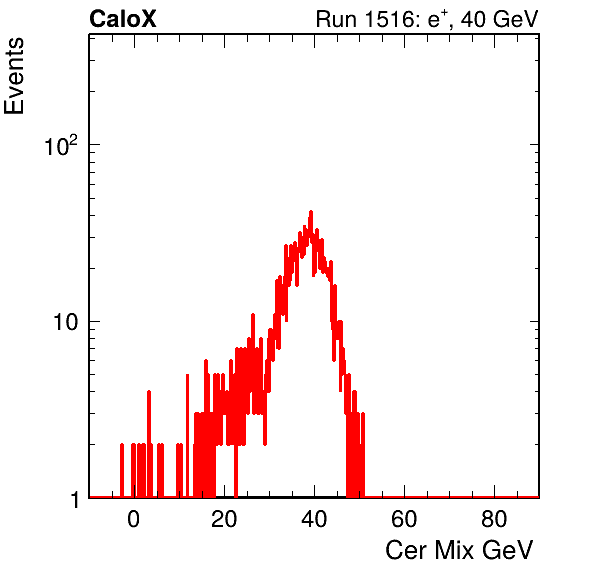 CaloX
Run 1516: e⁺, 40 GeV
Events
10²
10
1
0 20 40 60 80
Cer Mix GeV